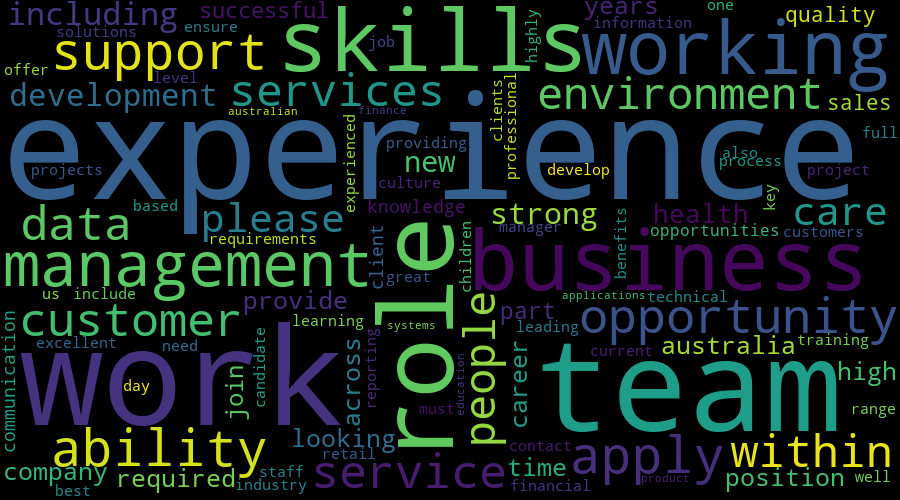 including
successful
skills
highly
years
one
quality
solutions
ensure
support
job
working
information
offer
level
development
services
clients
professional
environment
sales
australian
finance
experience
experienced
providing
new
full
also
process
projects
culture
develop
project
key
data
based
please
requirements
knowledge
role
strong
manager
health
opportunities
care
customers
management
client
great
children
business
benefits
us
include
provide
applications
technical
customer
learning
systems
people
part
leading
opportunity
communication
excellent
need
work
day
join
candidate
across
reporting
must
education
career
team
current
australia
training
high
range
ability
looking
retail
contact
apply
within
company
best
required
industry
staff
service
time
financial
product
position
well